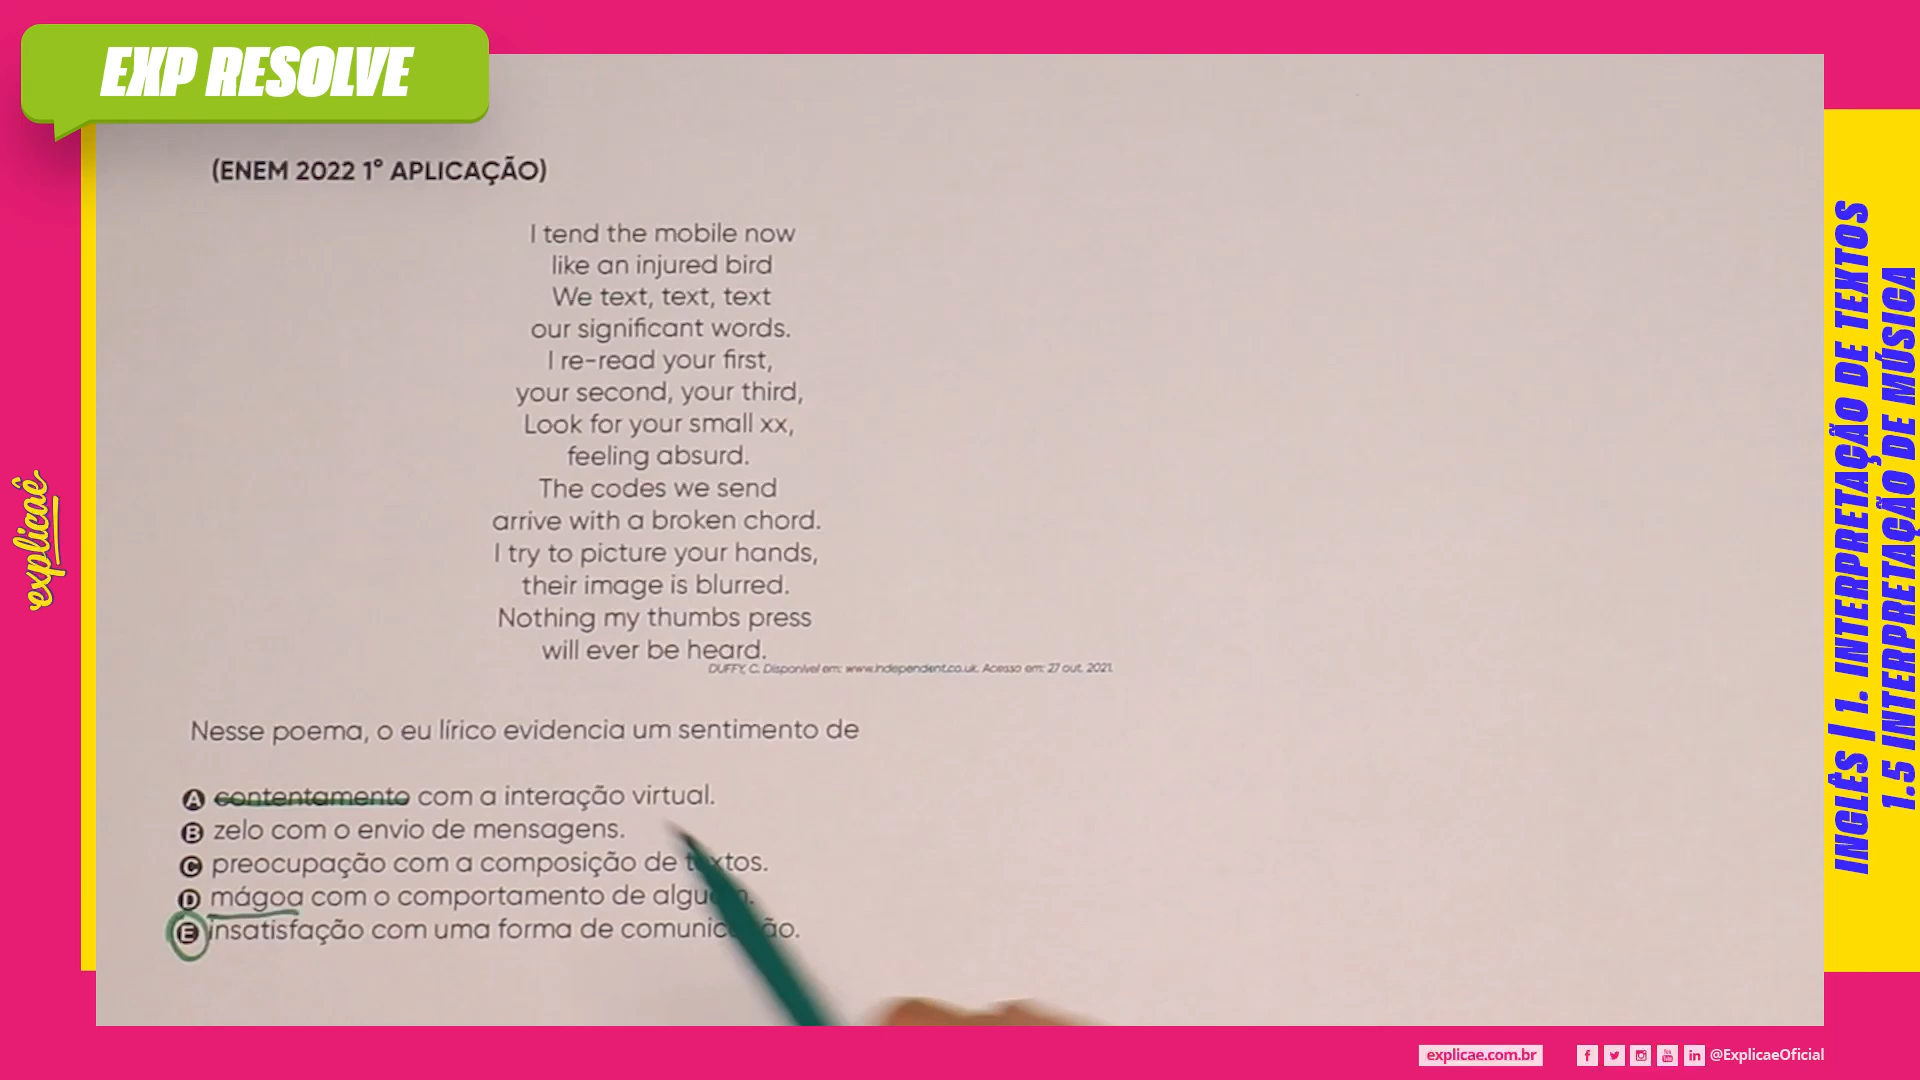 EXP RESOLVE
(ENEM 2022 1° APLICAÇÃO)
I tend the mobile now
like an injured bird
We text, text, text
our significant words.
I re-read your first,
your second, your third,
Look for your small xx,
feeling absurd.
The codes we send
arrive with a broken chord.
I try to picture your hands,
their image is blurred.
Nothing my thumbs press
will ever be heard.
DUFFY, C. Disponível em: www.independent.co.uk. Acesso em: 27 out. 2021.
Nesse poema, o eu lírico evidencia um sentimento de
A contentamento com a interação virtual.
B zelo com o envio de mensagens.
C preocupação com a composição de textos.
D mágoa com o comportamento de
E insatisfação com uma forma de
explicaê
INGLÊS | 1. INTERPRETAÇÃO DE TEXTOS
1.5 INTERPRETAÇÃO DE MÚSICA
explicae.com.br
@ExplicaeOficial